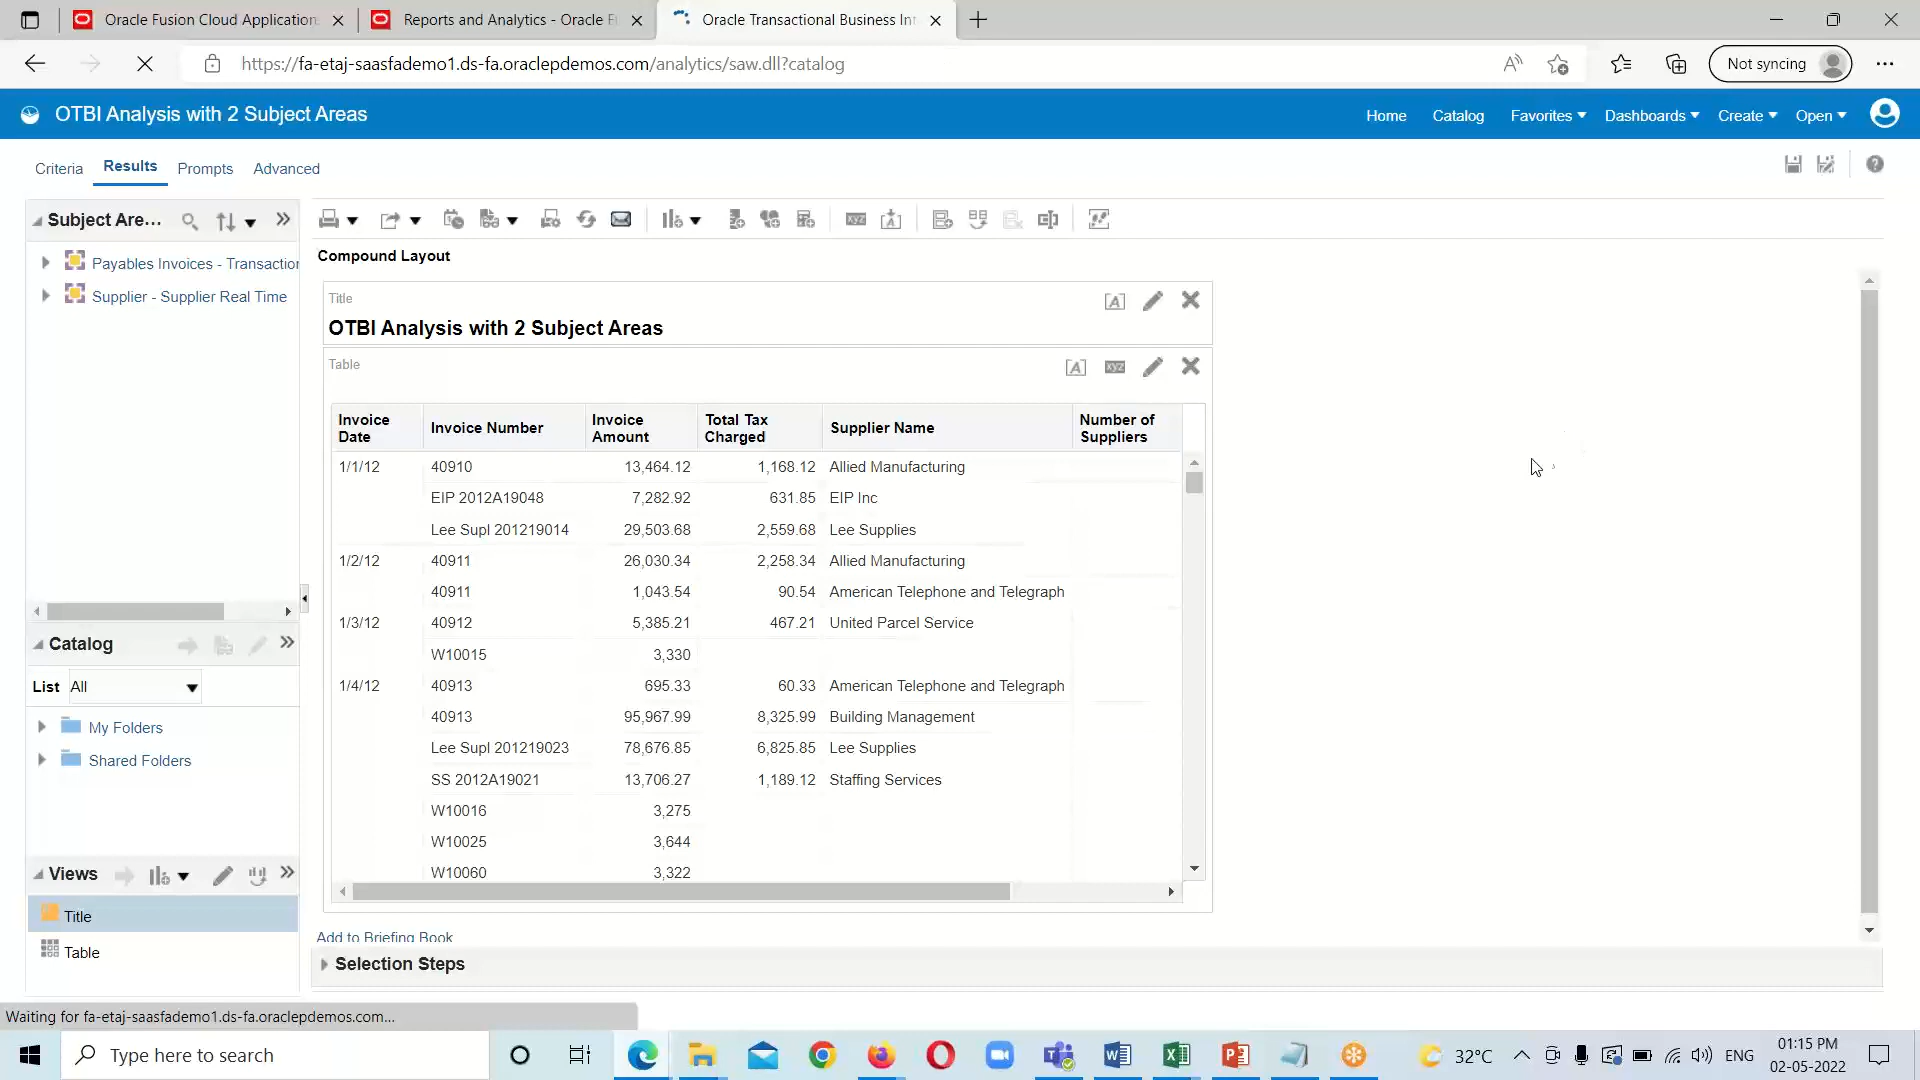 Oracle Fusion Cloud Application
Reports and Analytics - Oracle F
Oracle Transactional Business Int
https://fa-etaj-saasfademo1.ds-fa.oraclepdemos.com/analytics/saw.dll?catalog
Not syncing
OTBI Analysis with 2 Subject Areas
Home
Catalog
Favorites
Dashboards
Create
Open
Criteria
Results
Prompts
Advanced
Subject Are...
Payables Invoices - Transaction
Supplier - Supplier Real Time
Compound Layout
Title
OTBI Analysis with 2 Subject Areas
Table
Invoice Date Invoice Number Invoice Amount Total Tax Charged Supplier Name Number of Suppliers
1/1/12 40910 13,464.12 1,168.12 Allied Manufacturing
EIP 2012A19048 7,282.92 631.85 EIP Inc
Lee Supl 201219014 29,503.68 2,559.68 Lee Supplies
1/2/12 40911 26,030.34 2,258.34 Allied Manufacturing
40911 1,043.54 90.54 American Telephone and Telegraph
1/3/12 40912 5,385.21 467.21 United Parcel Service
W10015 3,330
1/4/12 40913 695.33 60.33 American Telephone and Telegraph
40913 95,967.99 8,325.99 Building Management
Lee Supl 201219023 78,676.85 6,825.85 Lee Supplies
SS 2012A19021 13,706.27 1,189.12 Staffing Services
W10016 3,275
W10025 3,644
W10060 3,322
Catalog
List All
My Folders
Shared Folders
Views
Title
Table
Add to Briefing Book
Selection Steps
Waiting for fa-etaj-saasfademo1.ds-fa.oraclepdemos.com...
Type here to search
32°C
ENG
01:15 PM
02-05-2022